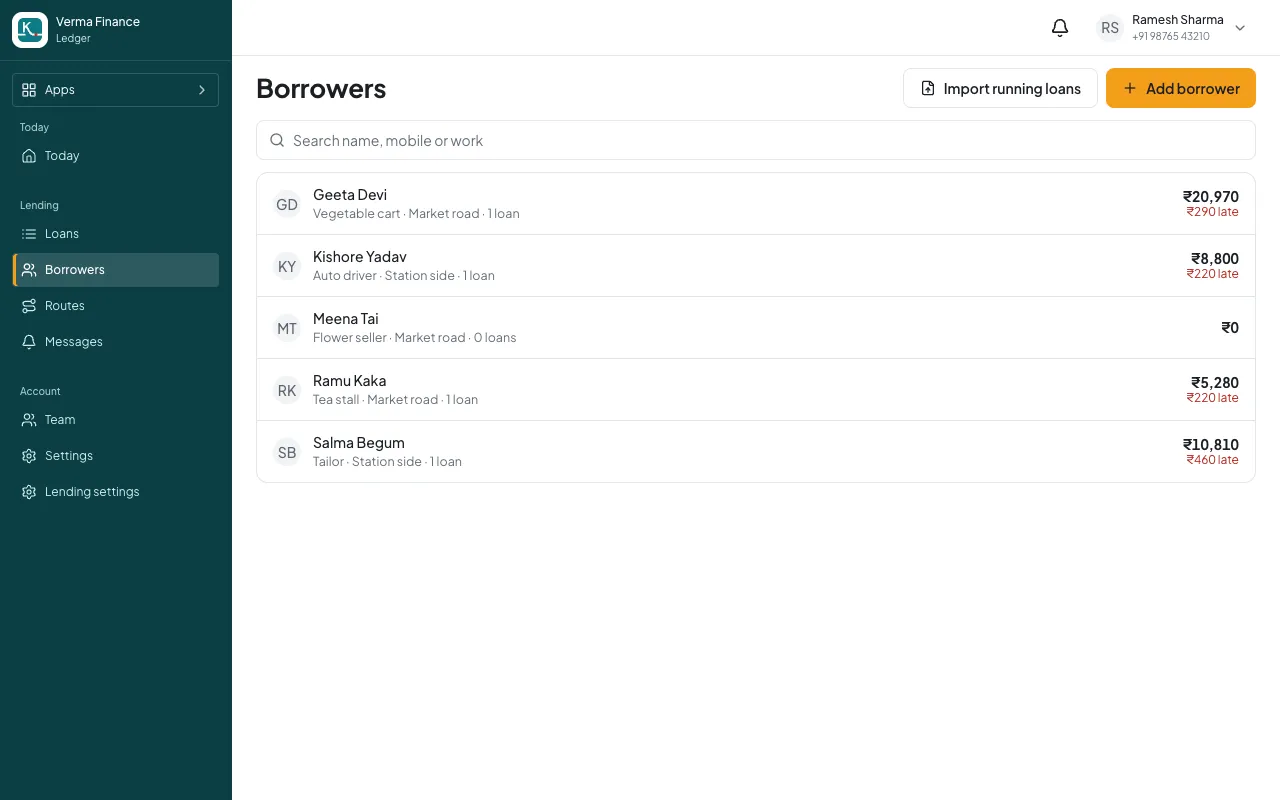 Verma Finance
Ledger
Apps
Today
Today
Lending
Loans
Borrowers
Routes
Messages
Account
Team
Settings
Lending settings
RS
Ramesh Sharma
+91 98765 43210
Borrowers
Import running loans
Add borrower
Search name, mobile or work
GD
Geeta Devi
Vegetable cart · Market road · 1 loan
₹20,970
₹290 late
KY
Kishore Yadav
Auto driver · Station side · 1 loan
₹8,800
₹220 late
MT
Meena Tai
Flower seller · Market road · 0 loans
₹0
RK
Ramu Kaka
Tea stall · Market road · 1 loan
₹5,280
₹220 late
SB
Salma Begum
Tailor · Station side · 1 loan
₹10,810
₹460 late